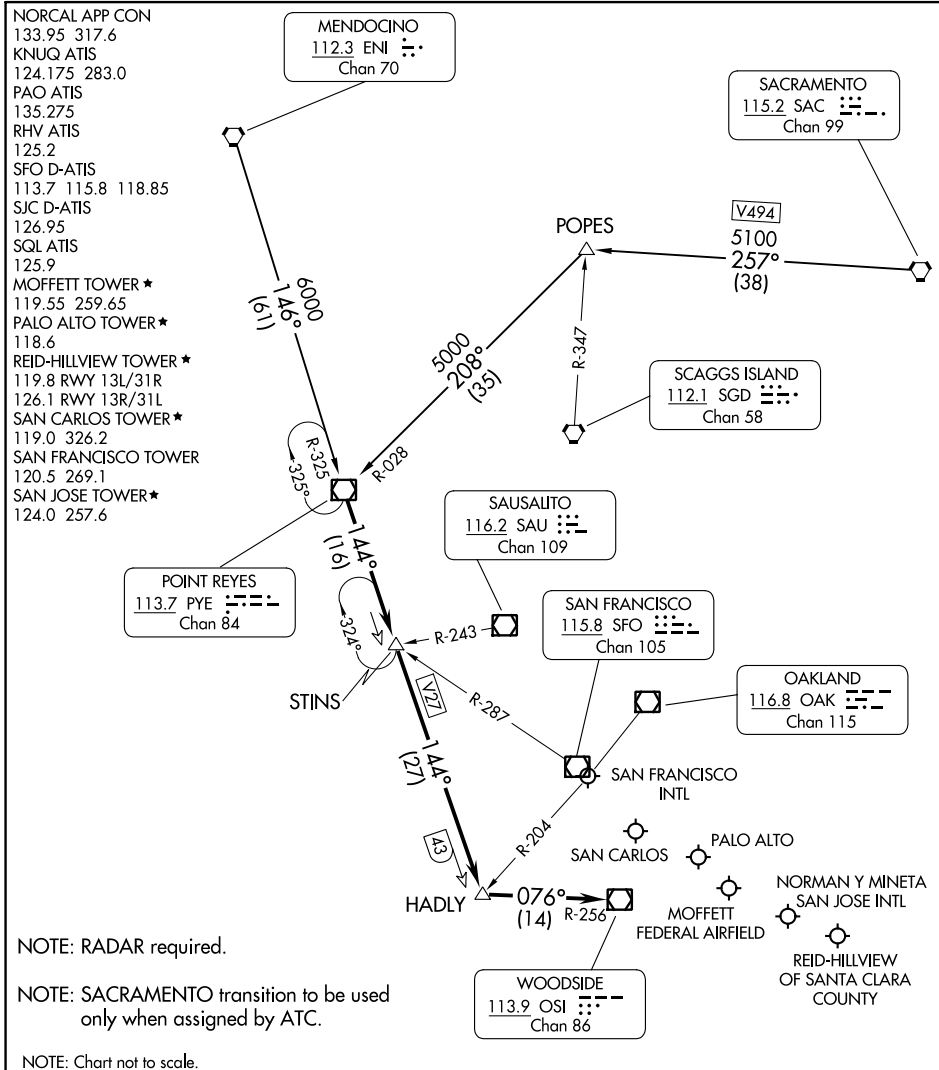 NORCAL APP CON
133.95 317.6
KNUQ ATIS
124.175 283.0
PAO ATIS
135.275
RHV ATIS
125.2
SFO D-ATIS
113.7 115.8 118.85
SJC D-ATIS
126.95
SQL ATIS
125.9
MOFFETT TOWER ★
119.55 259.65
PALO ALTO TOWER ★
118.6
REID-HILLVIEW TOWER ★
119.8 RWY 13L/31R
126.1 RWY 13R/31L
SAN CARLOS TOWER ★
119.0 326.2
SAN FRANCISCO TOWER
120.5 269.1
SAN JOSE TOWER ★
124.0 257.6
MENDOCINO
112.3 ENI
Chan 70
SACRAMENTO
115.2 SAC
Chan 99
POPES
V494
5100
257°
(38)
6000
146°
(61)
5000
208°
(35)
R-347
SCAGGS ISLAND
112.1 SGD
Chan 58
R-325
325°
R-028
POINT REYES
113.7 PYE
Chan 84
144°
(16)
SAUSALITO
116.2 SAU
Chan 109
R-243
324°
STINS
SAN FRANCISCO
115.8 SFO
Chan 105
R-287
V27
OAKLAND
116.8 OAK
Chan 115
144°
(27)
SAN FRANCISCO
INTL
R-204
43
SAN CARLOS
PALO ALTO
HADLY
076°
(14)
R-256
MOFFETT
FEDERAL AIRFIELD
NORMAN Y MINETA
SAN JOSE INTL
REID-HILLVIEW
OF SANTA CLARA
COUNTY
WOODSIDE
113.9 OSI
Chan 86
NOTE: RADAR required.
NOTE: SACRAMENTO transition to be used
only when assigned by ATC.
NOTE: Chart not to scale.